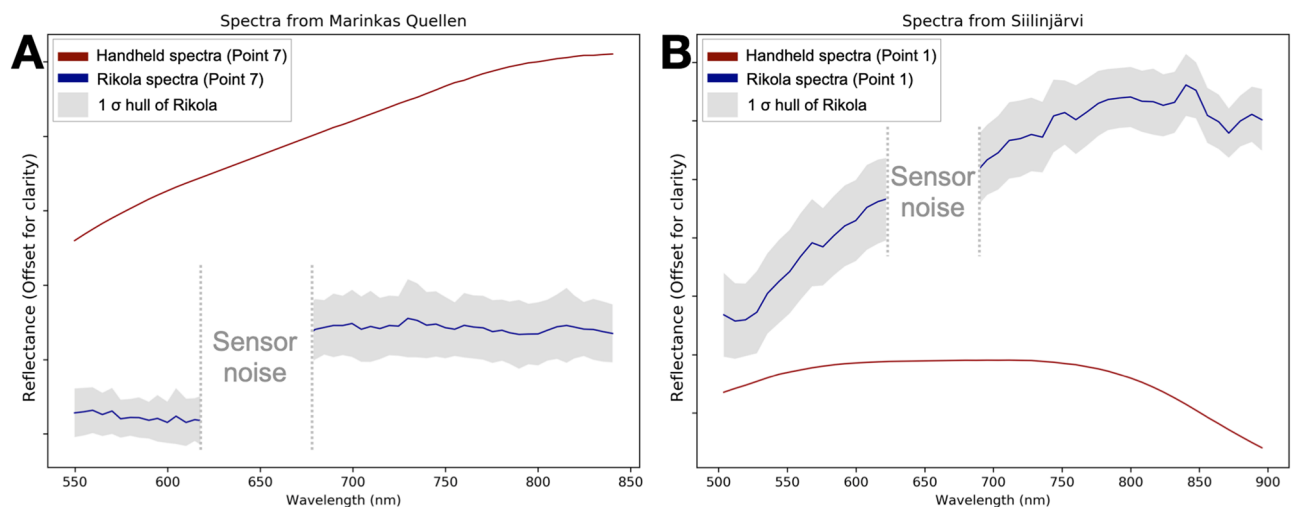 Spectra from Marinkas Quellen
A
Handheld spectra (Point 7)
Rikola spectra (Point 7)
1 σ hull of Rikola
Sensor
noise
Reflectance (Offset for clarity)
550 600 650 700 750 800 850
Wavelength (nm)
Spectra from Siilinjärvi
B
Handheld spectra (Point 1)
Rikola spectra (Point 1)
1 σ hull of Rikola
Sensor
noise
Reflectance (Offset for clarity)
500 550 600 650 700 750 800 850 900
Wavelength (nm)